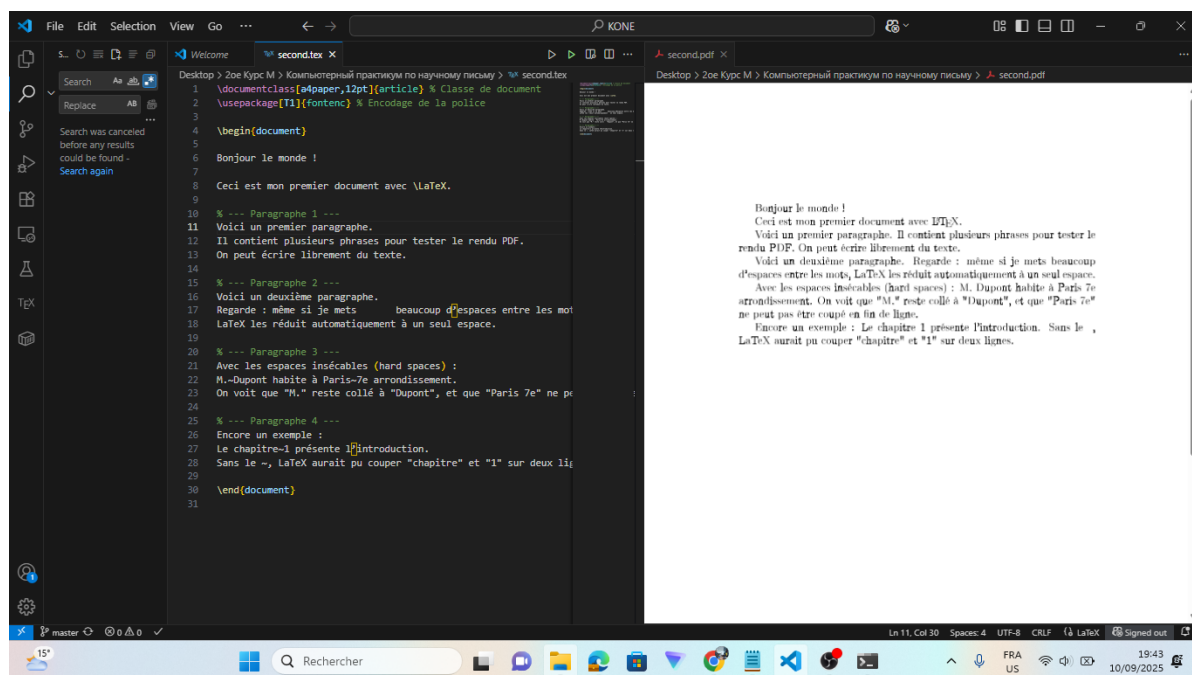 File Edit Selection View Go ··· ← → KONE
S...
Search Aa ab .*
Replace AB
Search was canceled
before any results
could be found -
Search again
Welcome
TeX second.tex ×
Desktop > 2ое Курс М > Компьютерный практикум по научному письму > second.tex
1 \documentclass[a4paper,12pt]{article} % Classe de document
2 \usepackage[T1]{fontenc} % Encodage de la police
3
4 \begin{document}
5
6 Bonjour le monde !
7
8 Ceci est mon premier document avec \LaTeX.
9
10 % --- Paragraphe 1 ---
11 Voici un premier paragraphe.
12 Il contient plusieurs phrases pour tester le rendu PDF.
13 On peut écrire librement du texte.
14
15 % --- Paragraphe 2 ---
16 Voici un deuxième paragraphe.
17 Regarde : même si je mets      beaucoup d’espaces entre les mot
18 LaTeX les réduit automatiquement à un seul espace.
19
20 % --- Paragraphe 3 ---
21 Avec les espaces insécables (hard spaces) :
22 M.~Dupont habite à Paris~7e arrondissement.
23 On voit que "M." reste collé à "Dupont", et que "Paris 7e" ne pe
24
25 % --- Paragraphe 4 ---
26 Encore un exemple :
27 Le chapitre~1 présente l’introduction.
28 Sans le ~, LaTeX aurait pu couper "chapitre" et "1" sur deux lig
29
30 \end{document}
31
second.pdf ×
Desktop > 2ое Курс М > Компьютерный практикум по научному письму > second.pdf
Bonjour le monde !
Ceci est mon premier document avec LaTeX.
Voici un premier paragraphe. Il contient plusieurs phrases pour tester le
rendu PDF. On peut écrire librement du texte.
Voici un deuxième paragraphe. Regarde : même si je mets beaucoup
d’espaces entre les mots, LaTeX les réduit automatiquement à un seul espace.
Avec les espaces insécables (hard spaces) : M. Dupont habite à Paris 7e
arrondissement. On voit que "M." reste collé à "Dupont", et que "Paris 7e"
ne peut pas être coupé en fin de ligne.
Encore un exemple : Le chapitre 1 présente l’introduction. Sans le ,
LaTeX aurait pu couper "chapitre" et "1" sur deux lignes.
TEX
master 0 0 Ln 11, Col 30 Spaces: 4 UTF-8 CRLF LaTeX Signed out
15° Rechercher FRA 19:43
US 10/09/2025